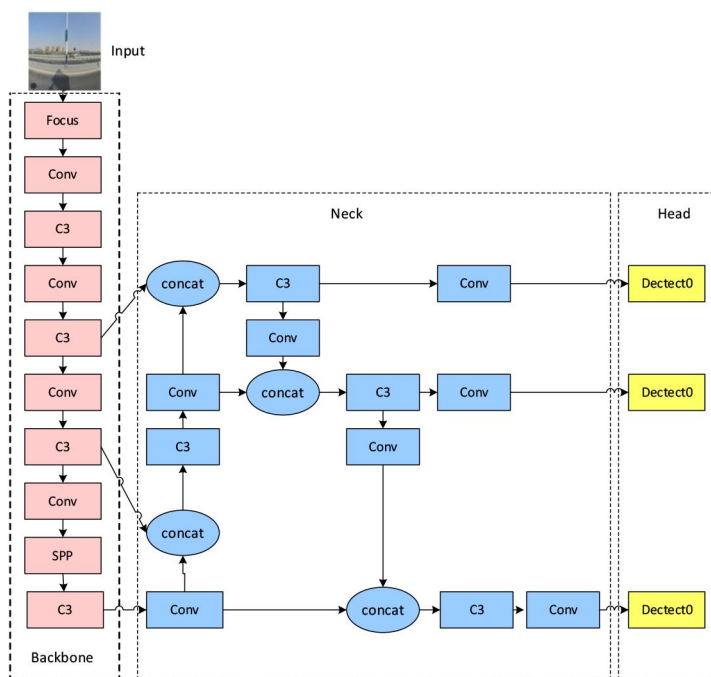 Input
Focus
Conv
C3
Conv
C3
Conv
C3
Conv
SPP
C3
Backbone
Neck
concat
C3
Conv
Conv
Conv
concat
C3
Conv
C3
Conv
concat
Conv
concat
C3
Conv
Head
Dectect0
Dectect0
Dectect0